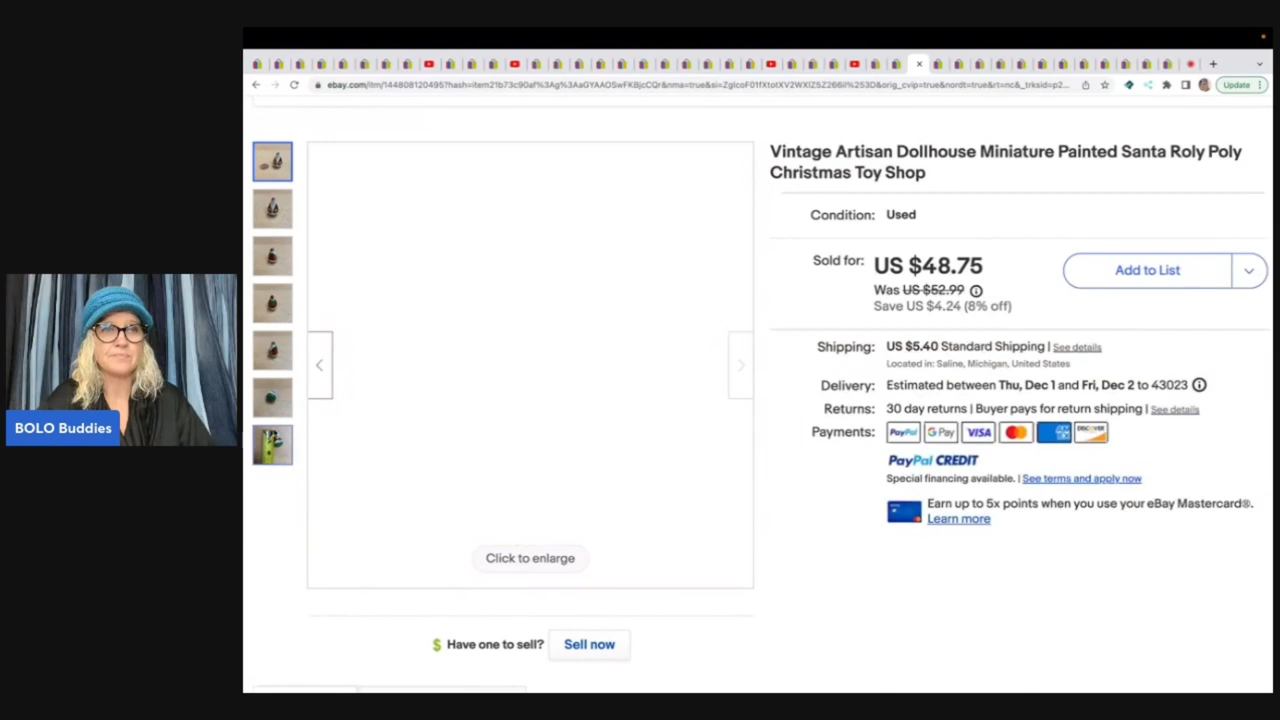 Update
Vintage Artisan Dollhouse Miniature Painted Santa Roly Poly
Christmas Toy Shop
Condition: Used
Sold for: US $48.75
Was US $52.99
Save US $4.24 (8% off)
Add to List
Shipping: US $5.40 Standard Shipping | See details
Located in: Saline, Michigan, United States
Delivery: Estimated between Thu, Dec 1 and Fri, Dec 2 to 43023
Returns: 30 day returns | Buyer pays for return shipping | See details
Payments: PayPal G Pay VISA DISCOVER
PayPal CREDIT
Special financing available. | See terms and apply now
Earn up to 5x points when you use your eBay Mastercard®.
Learn more
Click to enlarge
$ Have one to sell? Sell now
BOLO Buddies